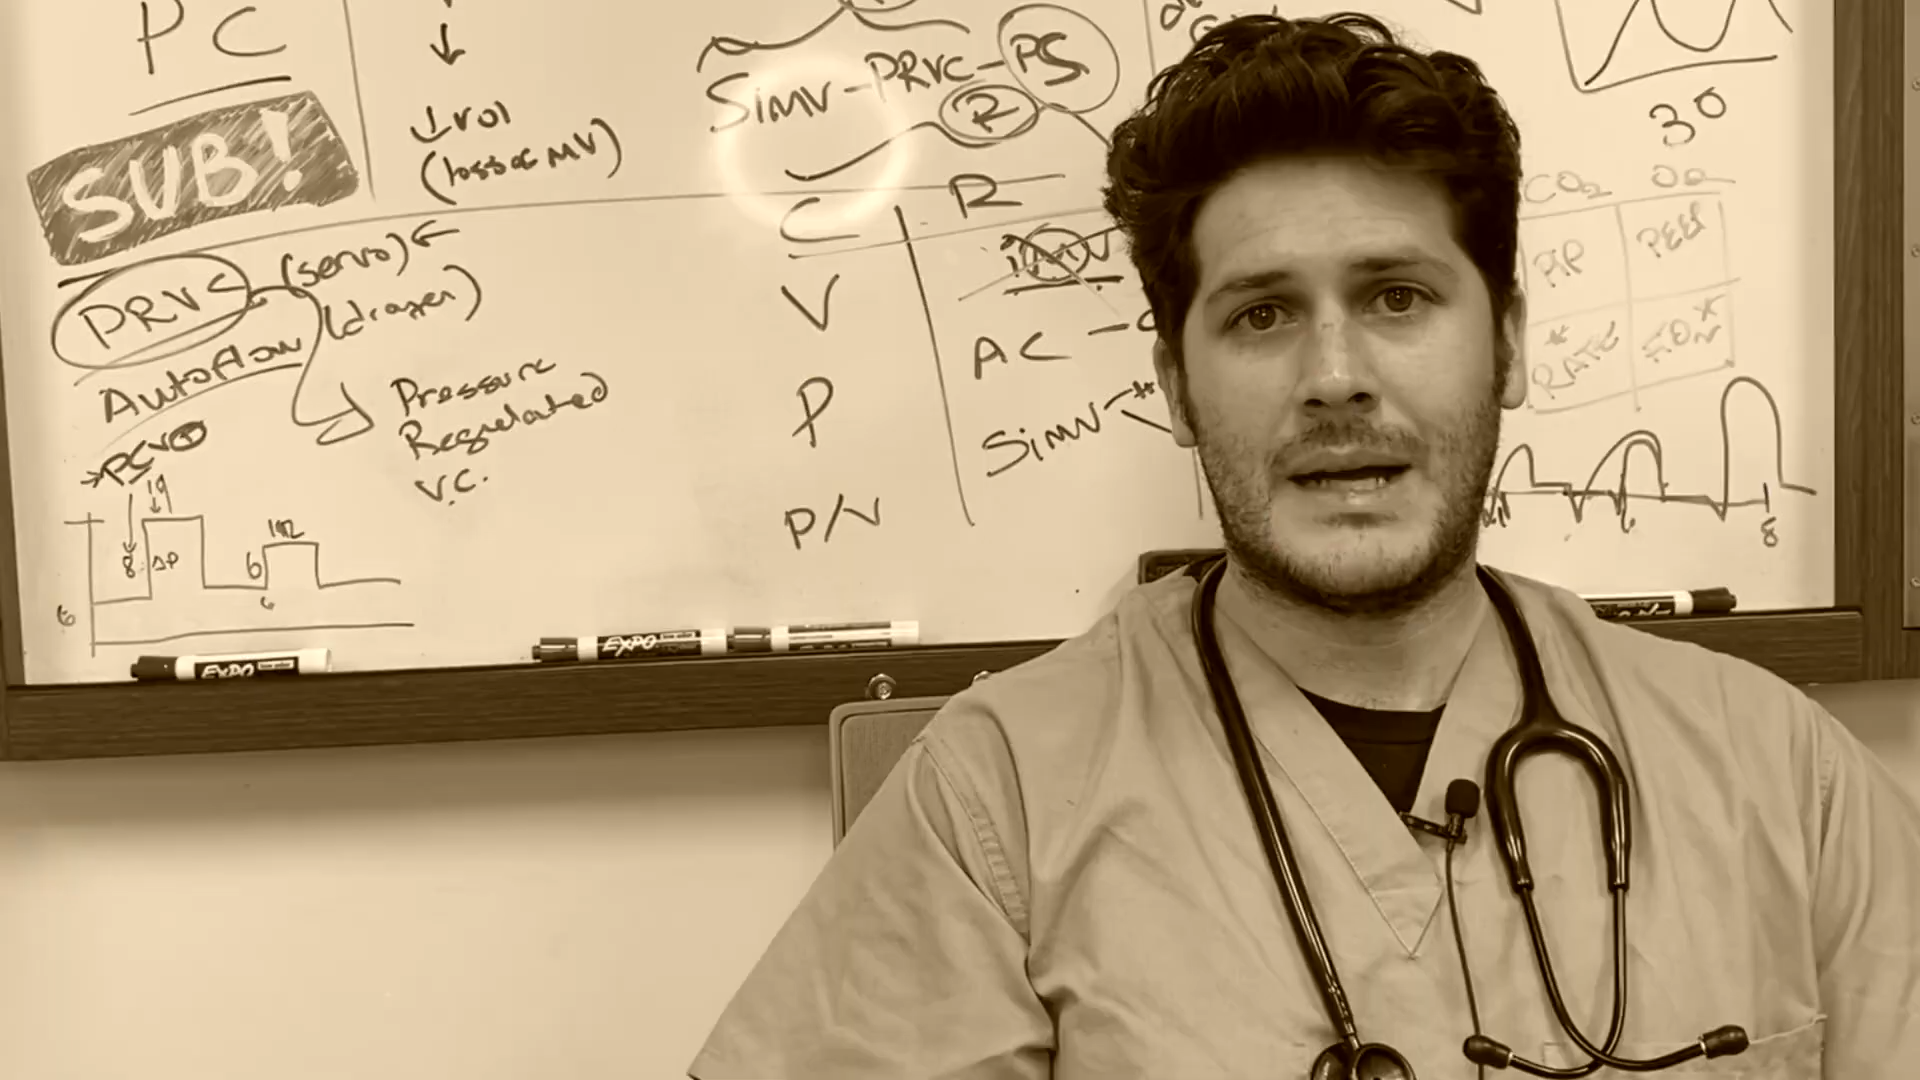 PC
↓
↓VOl
(loss of MV)
SUB!
SimV-PRVC-PS
R
30
C
R
CO₂
O₂
PRVC (servo) ←
imv
PIP
PEEP
Autoflow (drager)
V
AC -
* RATE
Pressure
Regulated
V.C.
P
Simv
PCV+
P/V
19
8
ΔP
6
6
6
8
EXPO
EXPO